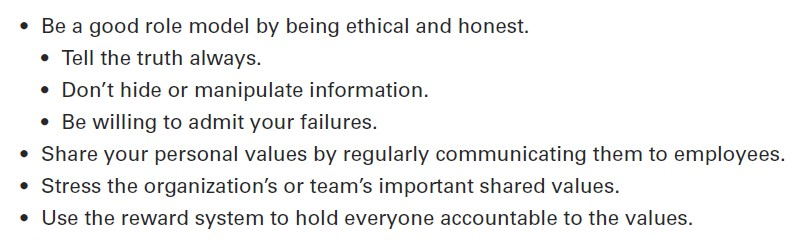 • Be a good role model by being ethical and honest.
• Tell the truth always.
• Don’t hide or manipulate information.
• Be willing to admit your failures.
• Share your personal values by regularly communicating them to employees.
• Stress the organization’s or team’s important shared values.
• Use the reward system to hold everyone accountable to the values.